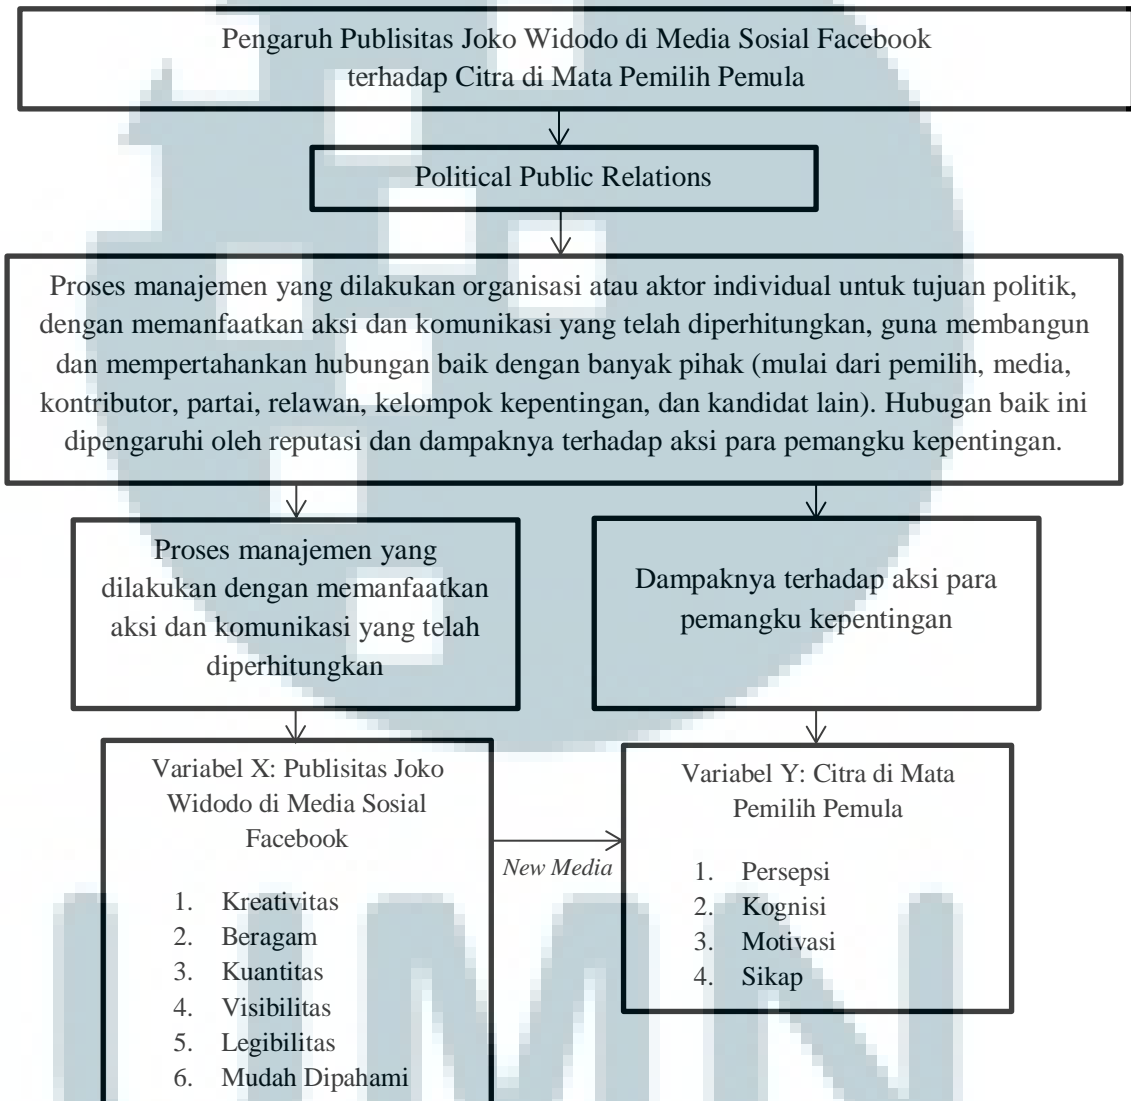 Pengaruh Publisitas Joko Widodo di Media Sosial Facebook
terhadap Citra di Mata Pemilih Pemula
Political Public Relations
Proses manajemen yang dilakukan organisasi atau aktor individual untuk tujuan politik,
dengan memanfaatkan aksi dan komunikasi yang telah diperhitungkan, guna membangun
dan mempertahankan hubungan baik dengan banyak pihak (mulai dari pemilih, media,
kontributor, partai, relawan, kelompok kepentingan, dan kandidat lain). Hubugan baik ini
dipengaruhi oleh reputasi dan dampaknya terhadap aksi para pemangku kepentingan.
Proses manajemen yang
dilakukan dengan memanfaatkan
aksi dan komunikasi yang telah
diperhitungkan
Dampaknya terhadap aksi para
pemangku kepentingan
Variabel X: Publisitas Joko
Widodo di Media Sosial
Facebook
1. Kreativitas
2. Beragam
3. Kuantitas
4. Visibilitas
5. Legibilitas
6. Mudah Dipahami
New Media
Variabel Y: Citra di Mata
Pemilih Pemula
1. Persepsi
2. Kognisi
3. Motivasi
4. Sikap
UMN